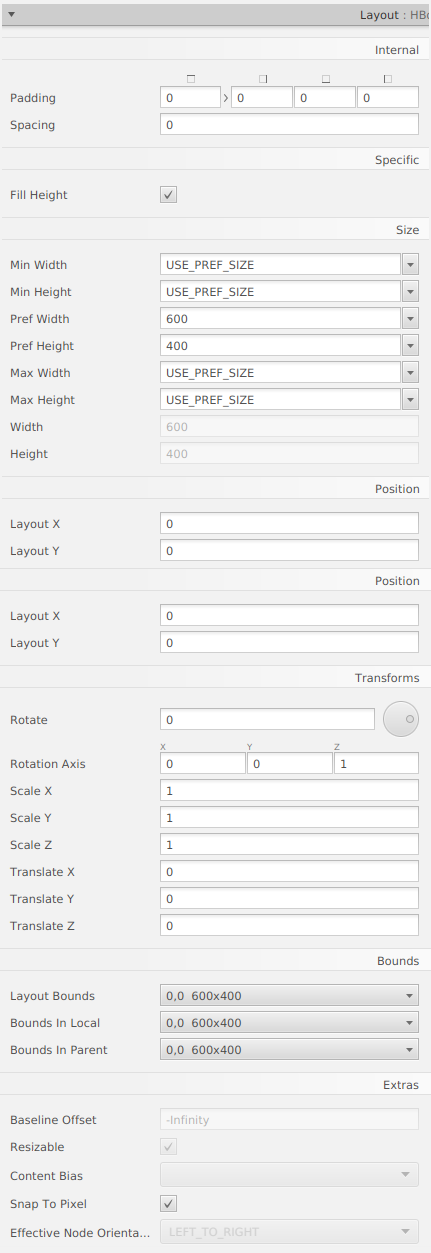 Layout : HBo
Internal
Padding 0 > 0 0 0
Spacing 0
Specific
Fill Height
Size
Min Width USE_PREF_SIZE
Min Height USE_PREF_SIZE
Pref Width 600
Pref Height 400
Max Width USE_PREF_SIZE
Max Height USE_PREF_SIZE
Width 600
Height 400
Position
Layout X 0
Layout Y 0
Position
Layout X 0
Layout Y 0
Transforms
Rotate 0
X Y Z
Rotation Axis 0 0 1
Scale X 1
Scale Y 1
Scale Z 1
Translate X 0
Translate Y 0
Translate Z 0
Bounds
Layout Bounds 0,0 600x400
Bounds In Local 0,0 600x400
Bounds In Parent 0,0 600x400
Extras
Baseline Offset -Infinity
Resizable
Content Bias
Snap To Pixel
Effective Node Orienta... LEFT_TO_RIGHT